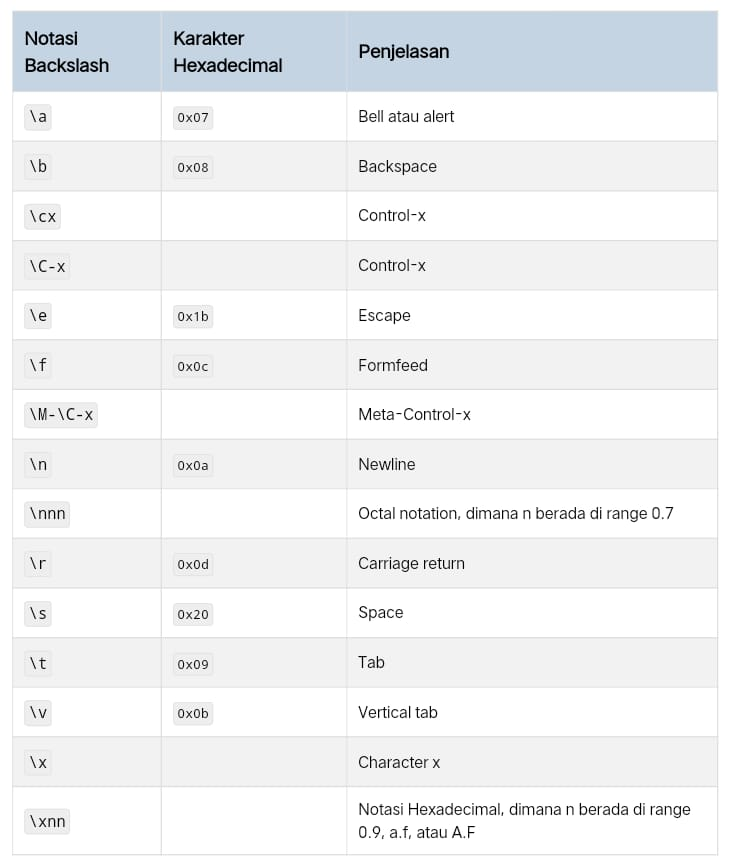 Notasi Backslash Karakter Hexadecimal Penjelasan
\a 0x07 Bell atau alert
\b 0x08 Backspace
\cx Control-x
\C-x Control-x
\e 0x1b Escape
\f 0x0c Formfeed
\M-\C-x Meta-Control-x
\n 0x0a Newline
\nnn Octal notation, dimana n berada di range 0.7
\r 0x0d Carriage return
\s 0x20 Space
\t 0x09 Tab
\v 0x0b Vertical tab
\x Character x
\xnn Notasi Hexadecimal, dimana n berada di range
0.9, a.f, atau A.F